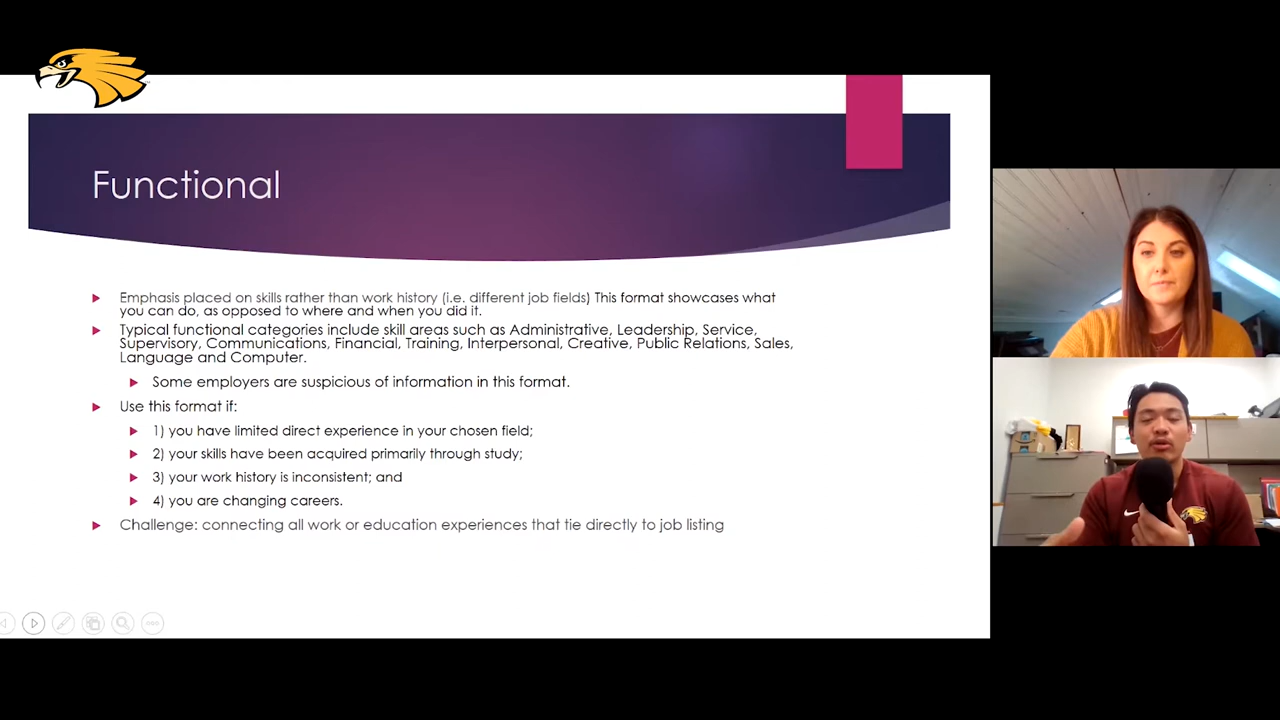 Functional
Emphasis placed on skills rather than work history (i.e. different job fields) This format showcases what
you can do, as opposed to where and when you did it.
Typical functional categories include skill areas such as Administrative, Leadership, Service,
Supervisory, Communications, Financial, Training, Interpersonal, Creative, Public Relations, Sales,
Language and Computer.
Some employers are suspicious of information in this format.
Use this format if:
1) you have limited direct experience in your chosen field;
2) your skills have been acquired primarily through study;
3) your work history is inconsistent; and
4) you are changing careers.
Challenge: connecting all work or education experiences that tie directly to job listing